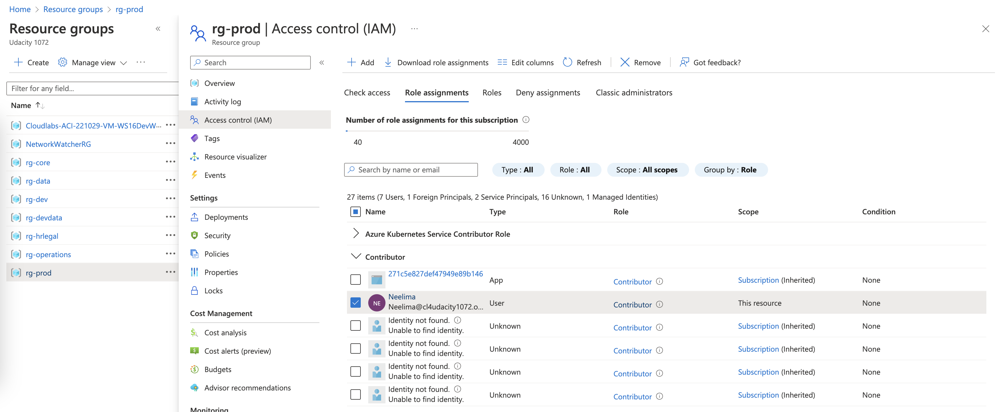 Home > Resource groups > rg-prod
Resource groups
Udacity 1072
Create Manage view ...
Filter for any field...
Name
Cloudlabs-ACI-221029-VM-WS16DevW...
NetworkWatcherRG
rg-core
rg-data
rg-dev
rg-devdata
rg-hrlegal
rg-operations
rg-prod
rg-prod | Access control (IAM) ...
Resource group
Search
Overview
Activity log
Access control (IAM)
Tags
Resource visualizer
Events
Settings
Deployments
Security
Policies
Properties
Locks
Cost Management
Cost analysis
Cost alerts (preview)
Budgets
Advisor recommendations
Monitoring
Add Download role assignments Edit columns Refresh Remove Got feedback?
Check access Role assignments Roles Deny assignments Classic administrators
Number of role assignments for this subscription
40 4000
Search by name or email Type : All Role : All Scope : All scopes Group by : Role
27 items (7 Users, 1 Foreign Principals, 2 Service Principals, 16 Unknown, 1 Managed Identities)
Name Type Role Scope Condition
Azure Kubernetes Service Contributor Role
Contributor
271c5e827def47949e89b146 App Contributor Subscription (Inherited) None
NE Neelima
Neelima@cl4udacity1072.o... User Contributor This resource None
Identity not found.
Unable to find identity. Unknown Contributor Subscription (Inherited) None
Identity not found.
Unable to find identity. Unknown Contributor Subscription (Inherited) None
Identity not found.
Unable to find identity. Unknown Contributor Subscription (Inherited) None
Identity not found.
Unable to find identity. Unknown Contributor Subscription (Inherited) None